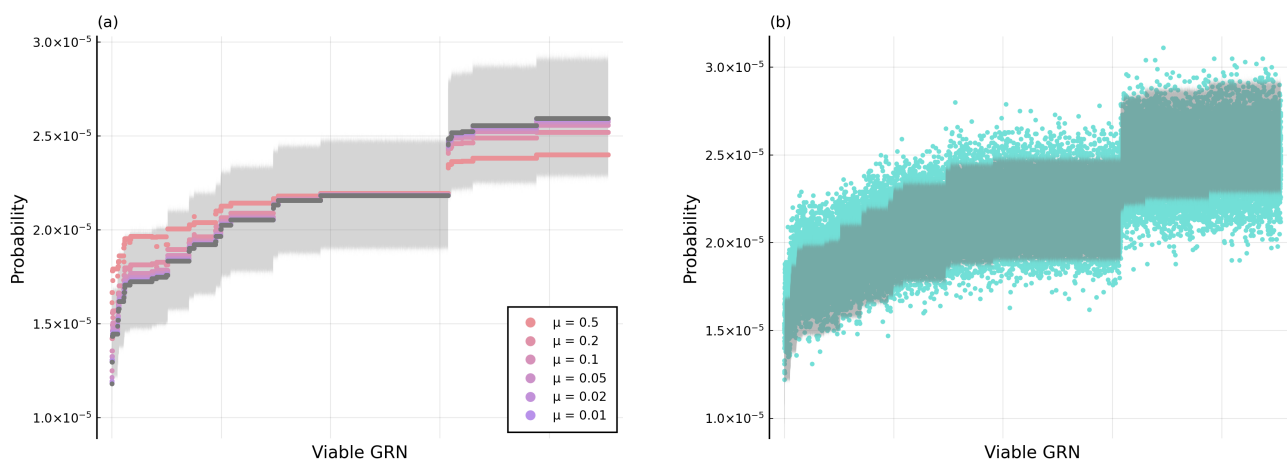 (a)
3.0×10⁻⁵
2.5×10⁻⁵
2.0×10⁻⁵
1.5×10⁻⁵
1.0×10⁻⁵
Probability
Viable GRN
μ = 0.5
μ = 0.2
μ = 0.1
μ = 0.05
μ = 0.02
μ = 0.01
(b)
3.0×10⁻⁵
2.5×10⁻⁵
2.0×10⁻⁵
1.5×10⁻⁵
1.0×10⁻⁵
Probability
Viable GRN